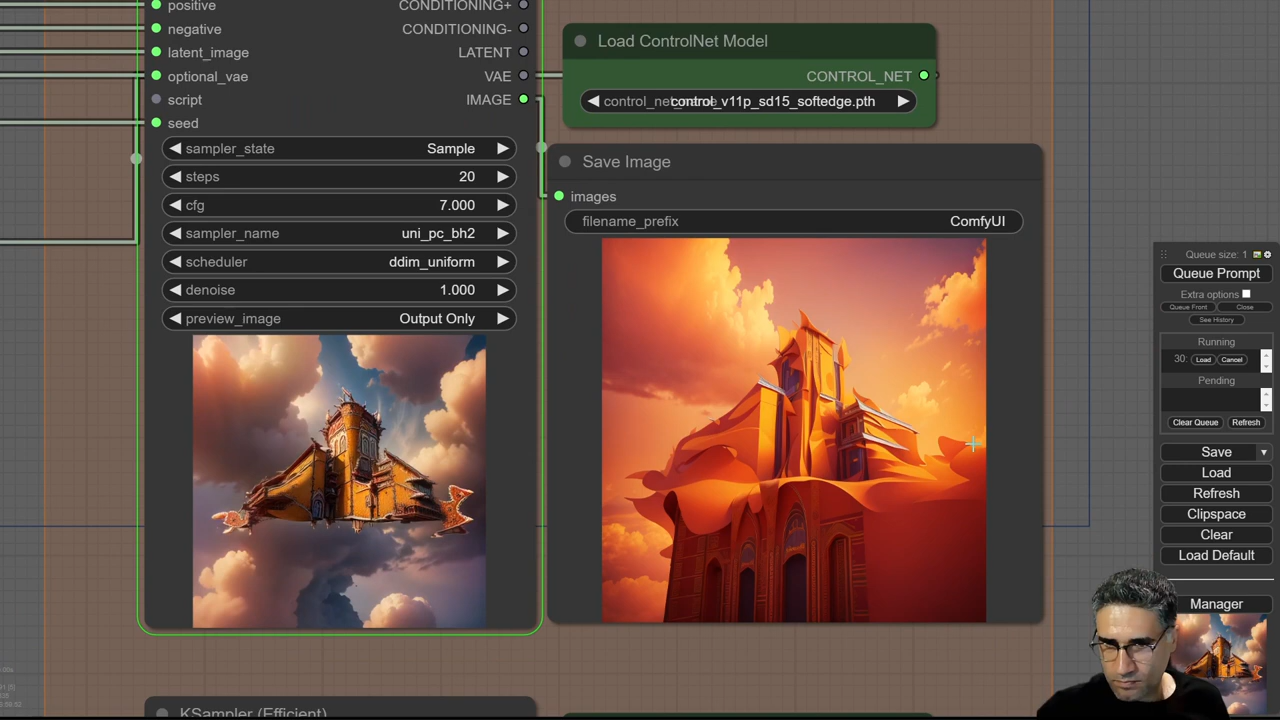 positive
CONDITIONING+
negative
CONDITIONING-
latent_image
LATENT
optional_vae
VAE
script
IMAGE
seed
sampler_state
Sample
steps
20
cfg
7.000
sampler_name
uni_pc_bh2
scheduler
ddim_uniform
denoise
1.000
preview_image
Output Only
Load ControlNet Model
CONTROL_NET
control_v11p_sd15_softedge.pth
Save Image
images
filename_prefix
ComfyUI
KSampler (Efficient)
Queue size: 1
Queue Prompt
Extra options
Queue Front
Close
See History
Running
30:
Load
Cancel
Pending
Clear Queue
Refresh
Save
Load
Refresh
Clipspace
Clear
Load Default
Manager